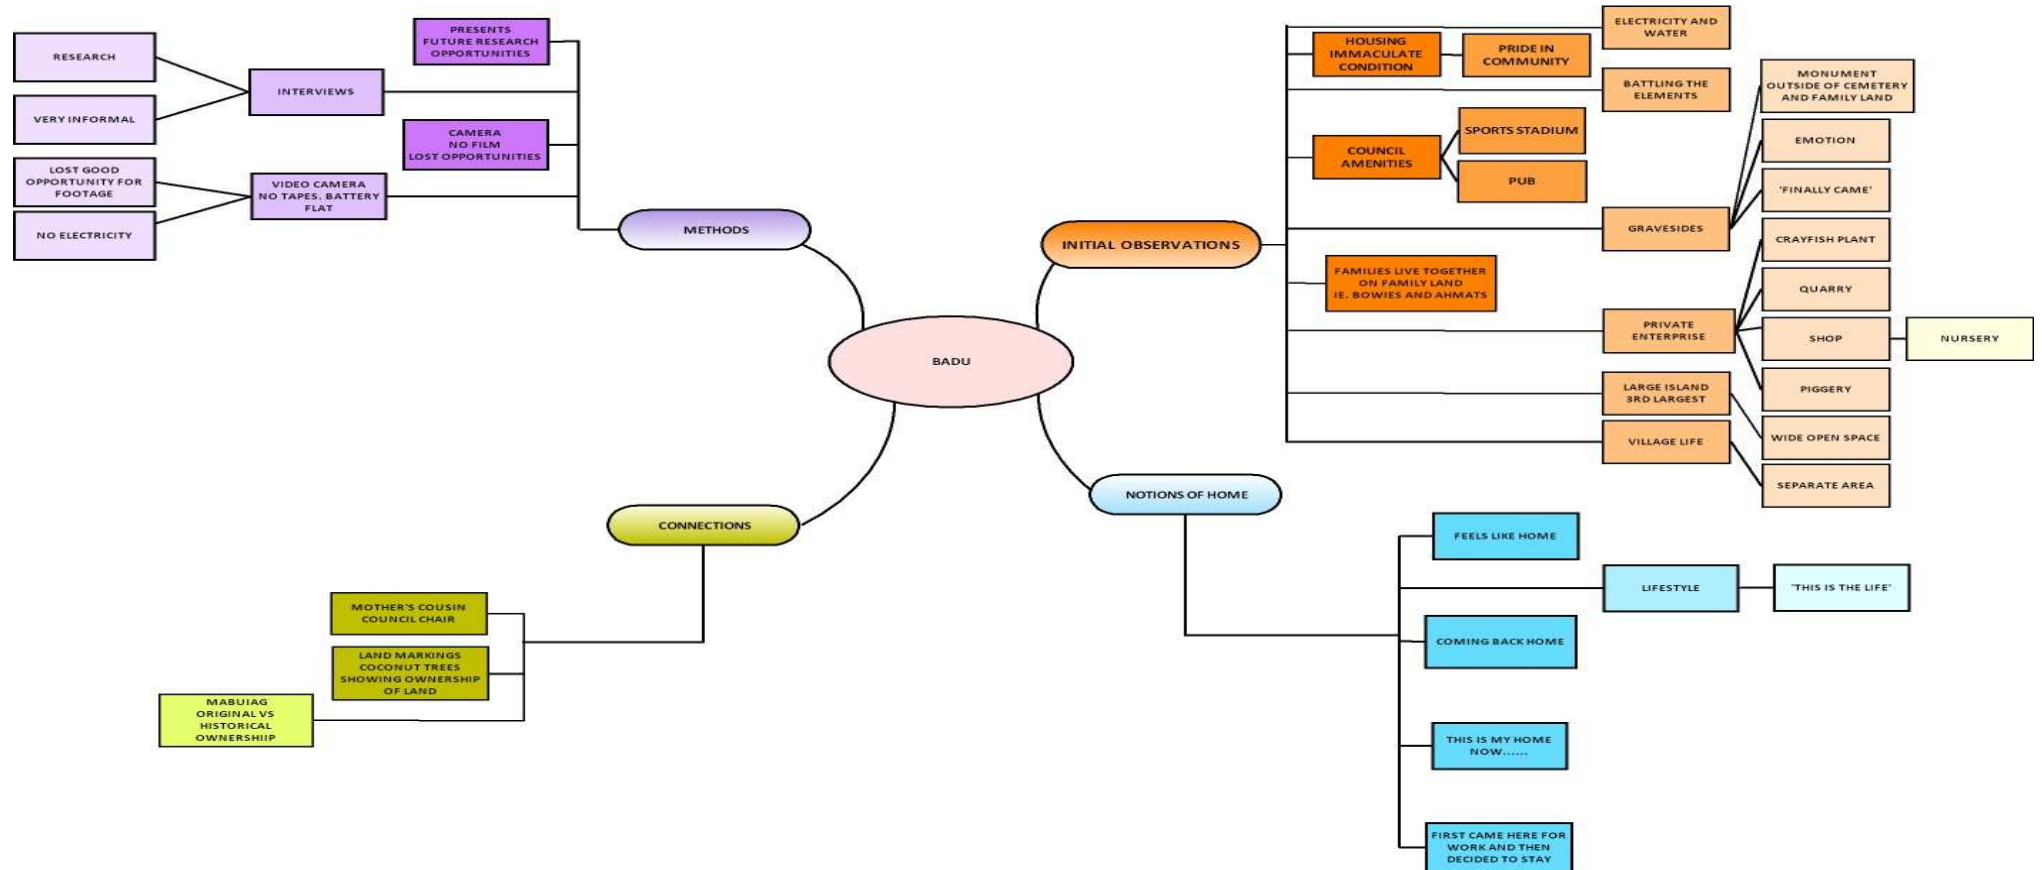 PRESENTS
FUTURE RESEARCH
OPPORTUNITIES
RESEARCH
INTERVIEWS
VERY INFORMAL
CAMERA
NO FILM
LOST OPPORTUNITIES
LOST GOOD
OPPORTUNITY FOR
FOOTAGE
VIDEO CAMERA
NO TAPES. BATTERY
FLAT
NO ELECTRICITY
METHODS
INITIAL OBSERVATIONS
ELECTRICITY AND
WATER
HOUSING
IMMACULATE
CONDITION
PRIDE IN
COMMUNITY
BATTLING THE
ELEMENTS
COUNCIL
AMENITIES
SPORTS STADIUM
PUB
GRAVESIDES
MONUMENT
OUTSIDE OF CEMETERY
AND FAMILY LAND
EMOTION
'FINALLY CAME'
FAMILIES LIVE TOGETHER
ON FAMILY LAND
IE. BOWIES AND AHMATS
PRIVATE
ENTERPRISE
CRAYFISH PLANT
QUARRY
SHOP
NURSERY
PIGGERY
LARGE ISLAND
3RD LARGEST
WIDE OPEN SPACE
VILLAGE LIFE
SEPARATE AREA
BADU
NOTIONS OF HOME
FEELS LIKE HOME
LIFESTYLE
'THIS IS THE LIFE'
COMING BACK HOME
THIS IS MY HOME
NOW......
FIRST CAME HERE FOR
WORK AND THEN
DECIDED TO STAY
CONNECTIONS
MOTHER'S COUSIN
COUNCIL CHAIR
LAND MARKINGS
COCONUT TREES
SHOWING OWNERSHIP
OF LAND
MABUIAG
ORIGINAL VS
HISTORICAL
OWNERSHIIP